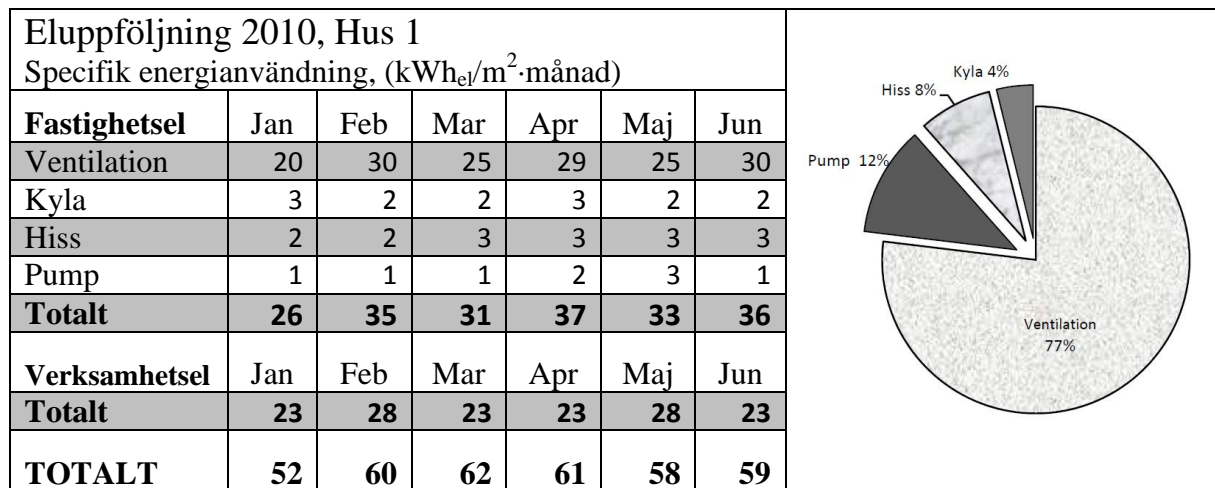 Eluppföljning 2010, Hus 1
Specifik energianvändning, (kWh_el/m²·månad)
Fastighetsel Jan Feb Mar Apr Maj Jun
Ventilation 20 30 25 29 25 30
Kyla 3 2 2 3 2 2
Hiss 2 2 3 3 3 3
Pump 1 1 1 2 3 1
Totalt 26 35 31 37 33 36
Verksamhetsel Jan Feb Mar Apr Maj Jun
Totalt 23 28 23 23 28 23
TOTALT 52 60 62 61 58 59
Kyla 4%
Hiss 8%
Pump 12%
Ventilation
77%